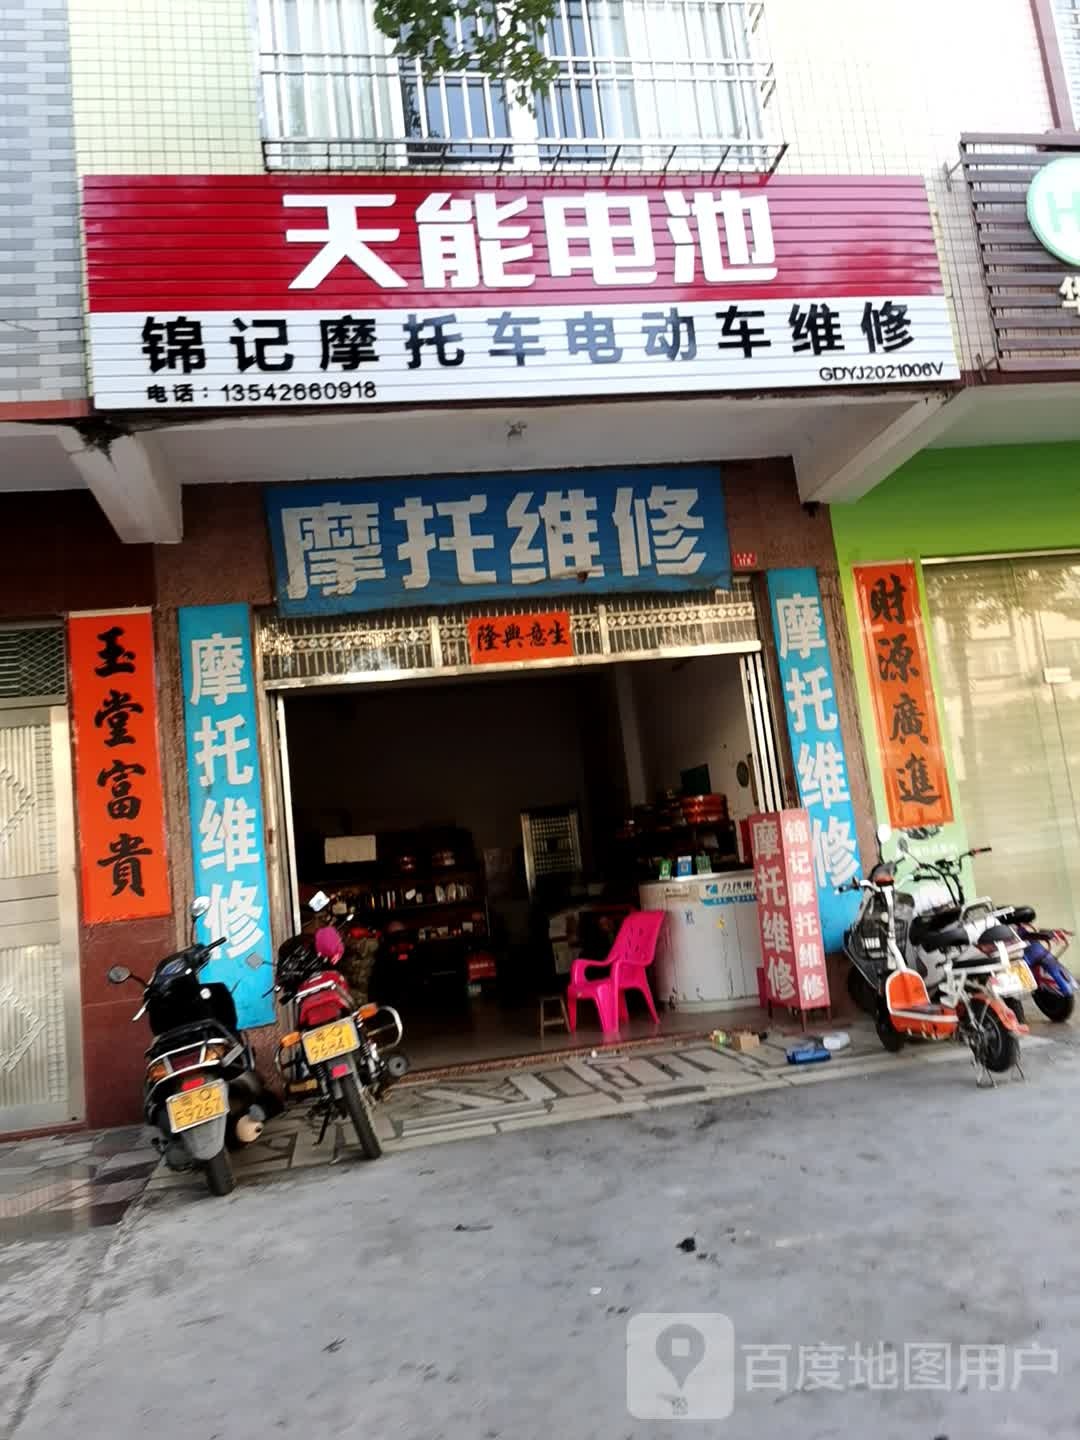 天能电池
锦记摩托车电动车维修
电话：13542660918
GDYJ2021006V
摩托维修
生意興隆
玉堂富貴
摩托维修
摩托维修
財源廣進
锦记摩托维修
摩托维修
F9267
百度地图用户